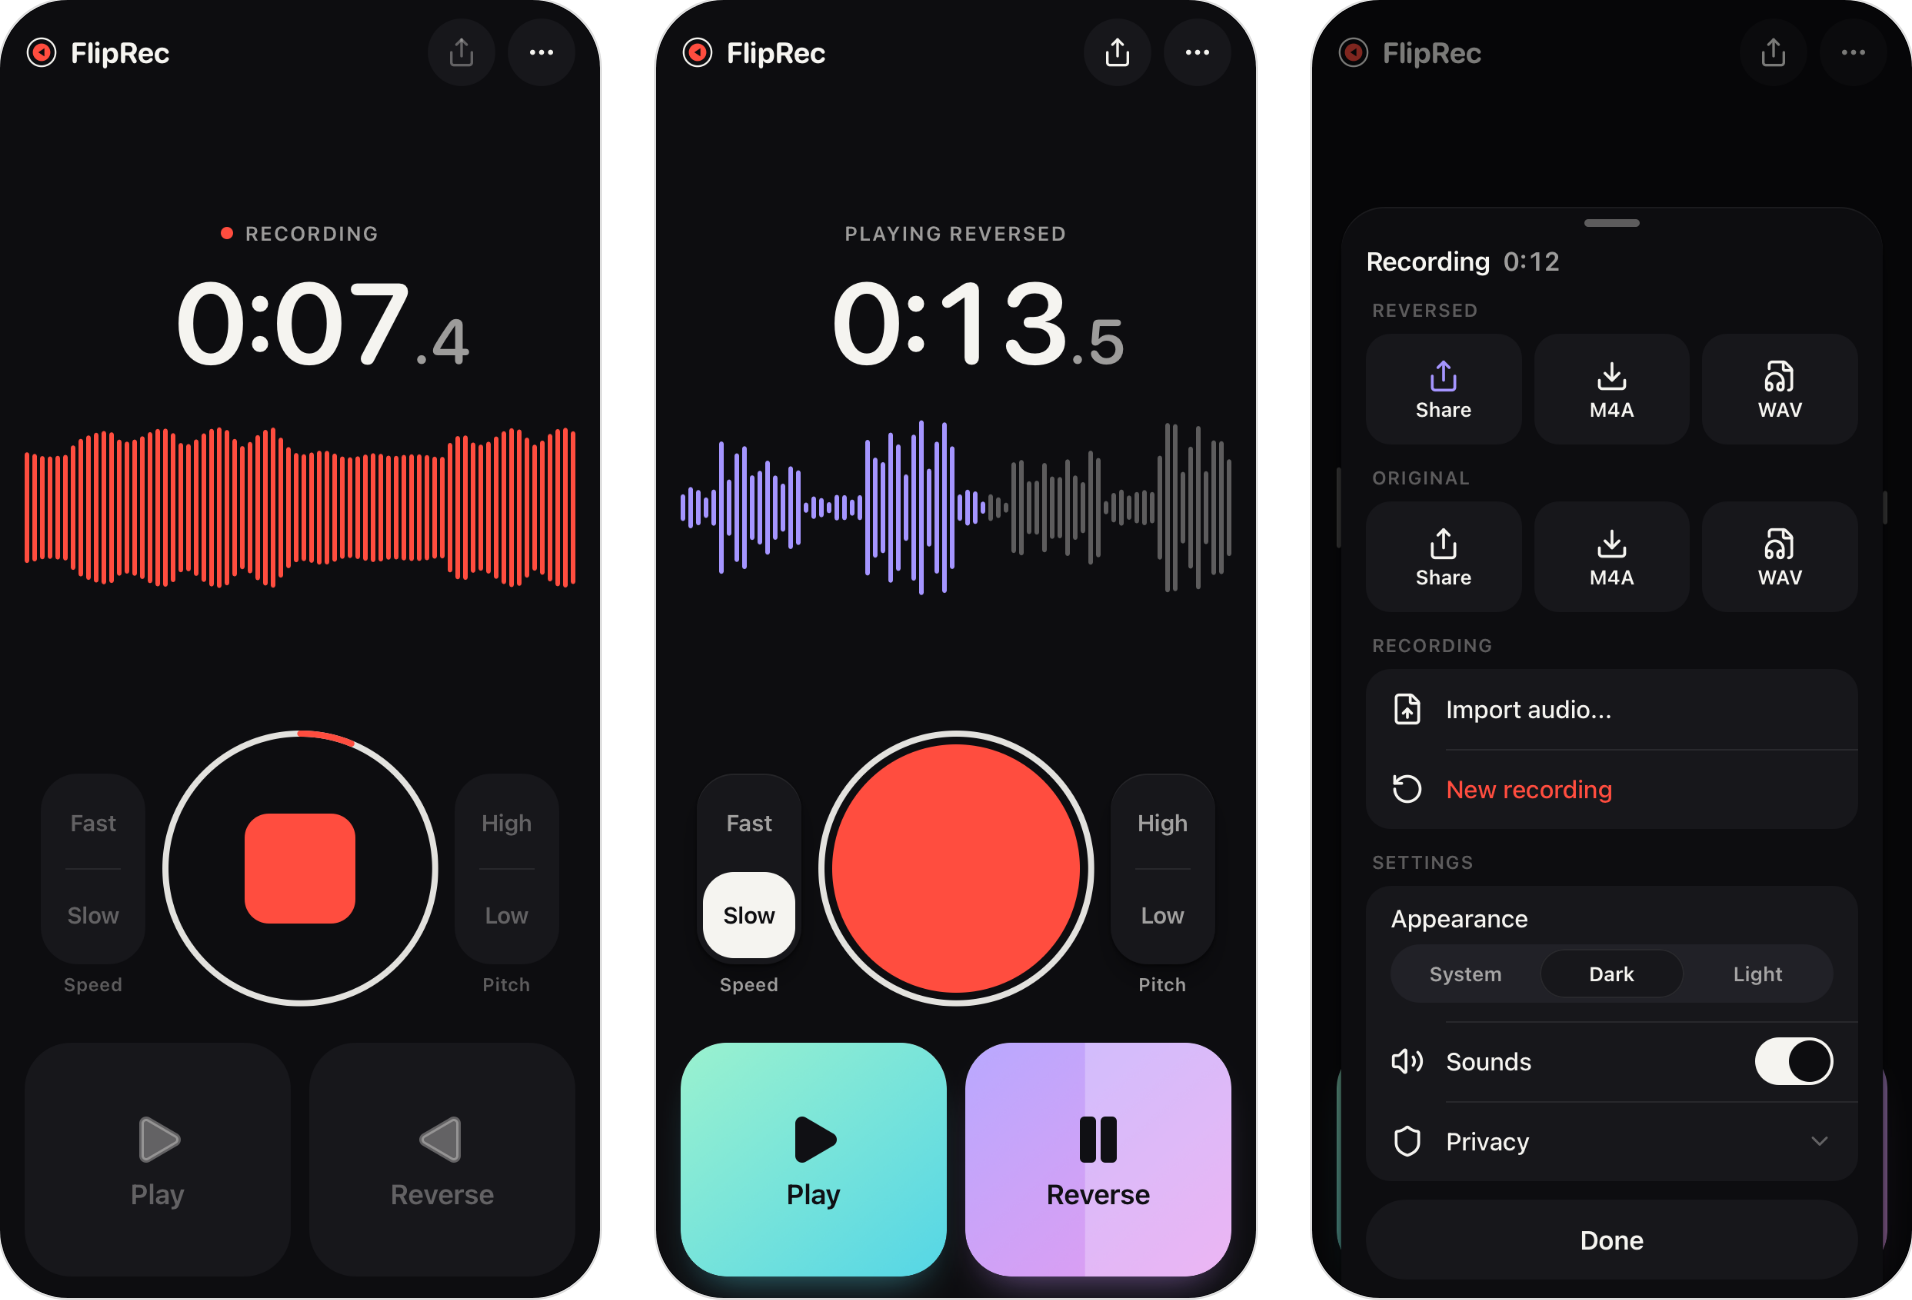 FlipRec
RECORDING
0:07.4
Fast
Slow
Speed
High
Low
Pitch
Play
Reverse
FlipRec
PLAYING REVERSED
0:13.5
Fast
Slow
Speed
High
Low
Pitch
Play
Reverse
FlipRec
Recording 0:12
REVERSED
Share
M4A
WAV
ORIGINAL
Share
M4A
WAV
RECORDING
Import audio...
New recording
SETTINGS
Appearance
System
Dark
Light
Sounds
Privacy
Done